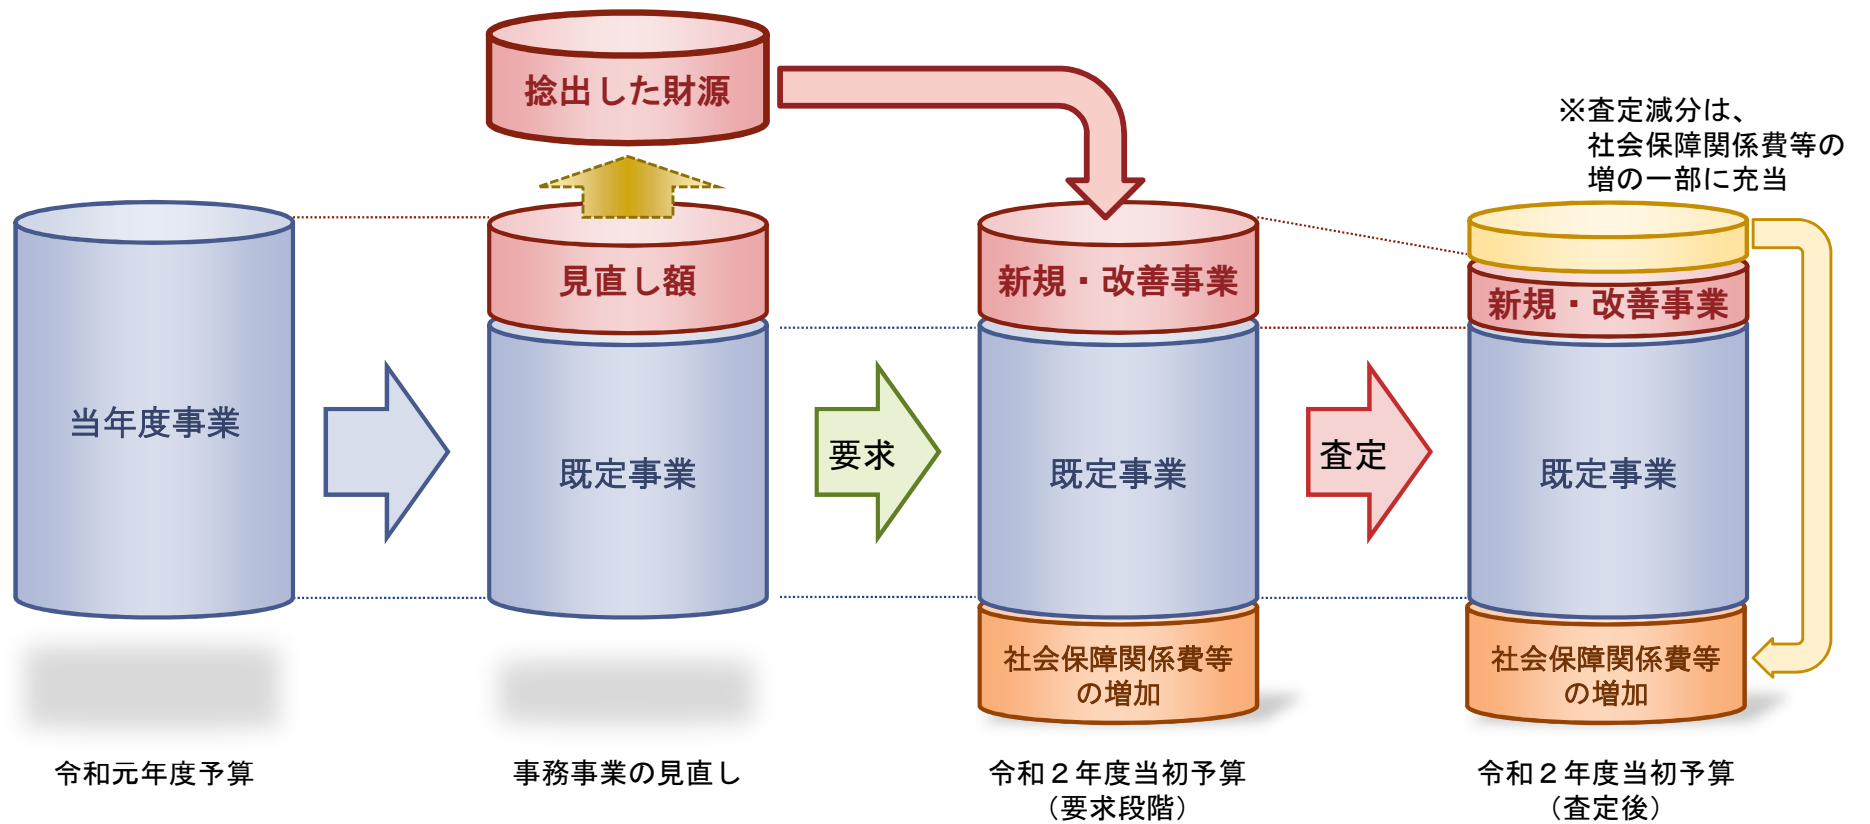 捻出した財源
※査定減分は、
社会保障関係費等の
増の一部に充当
当年度事業
見直し額
既定事業
要求
新規・改善事業
既定事業
社会保障関係費等
の増加
査定
新規・改善事業
既定事業
社会保障関係費等
の増加
令和元年度予算
事務事業の見直し
令和２年度当初予算
（要求段階）
令和２年度当初予算
（査定後）